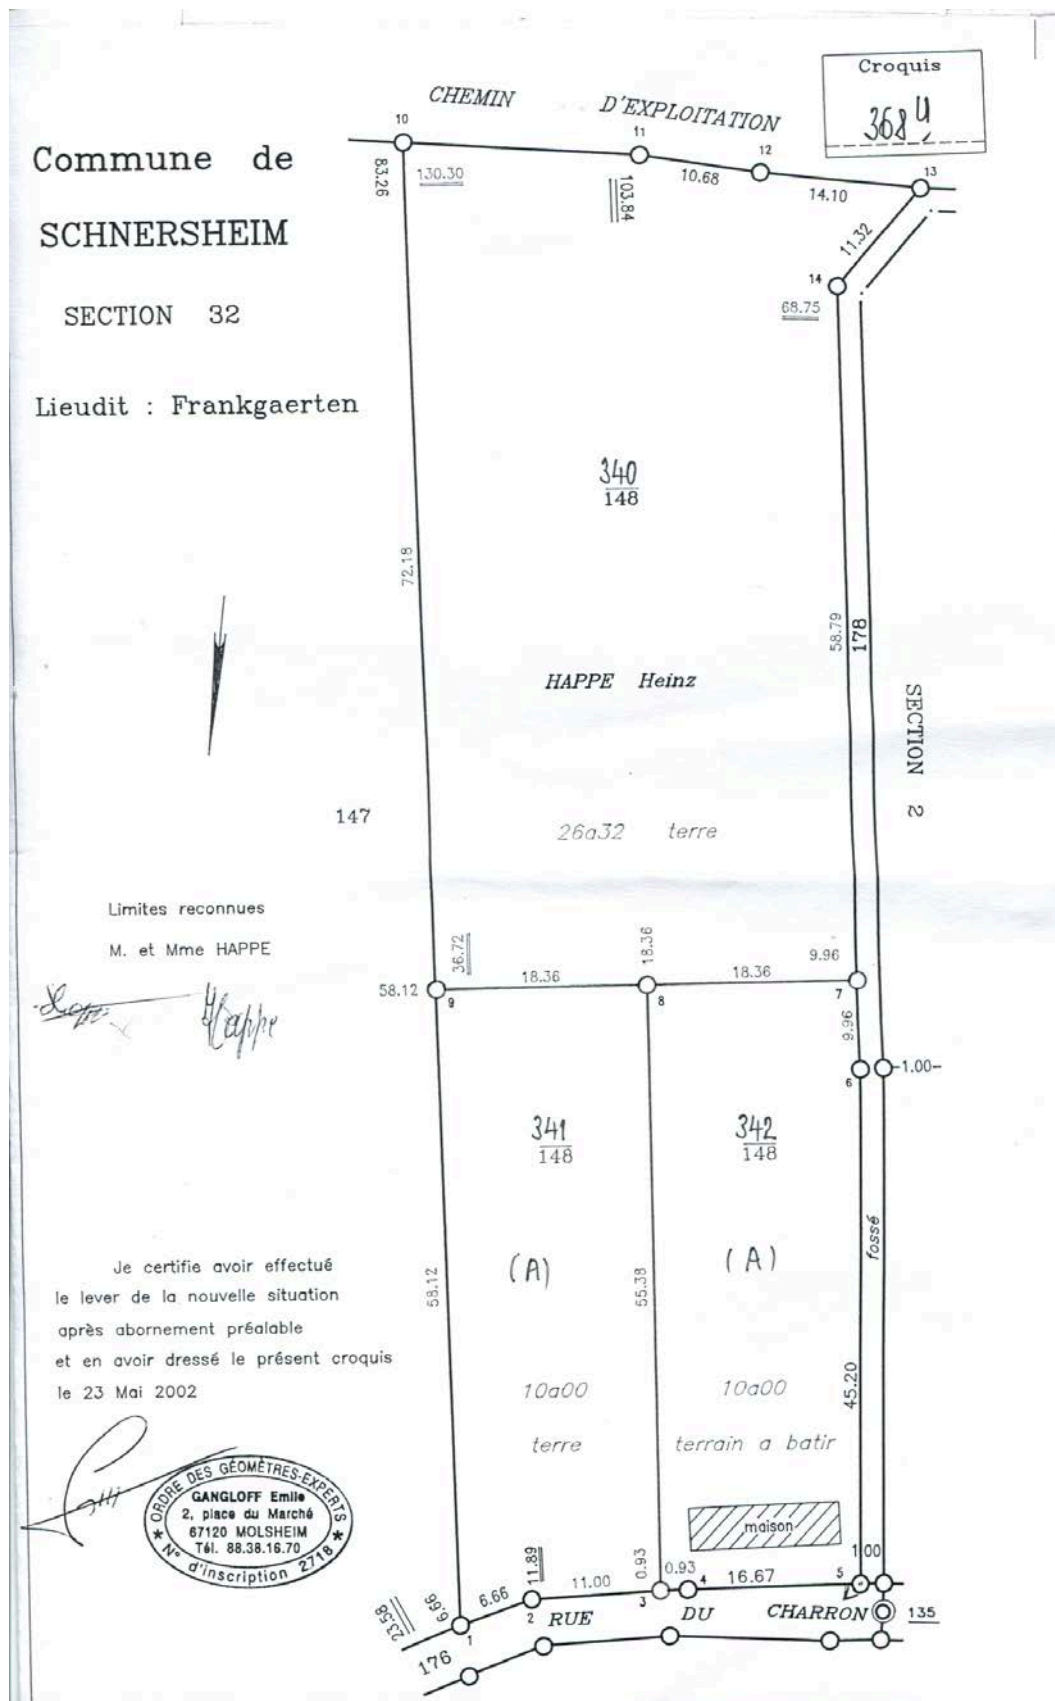 Croquis
3684
CHEMIN D'EXPLOITATION
10
11
12
13
83.26
130.30
103.84
10.68
14.10
11.32
14
68.75
Commune de
SCHNERSHEIM
SECTION 32
Lieudit : Frankgaerten
340
148
72.18
58.79
178
HAPPE Heinz
SECTION 2
147
26a32 terre
Limites reconnues
M. et Mme HAPPE
Happe
36.72
18.36
18.36
18.36
9.96
58.12
9
8
7
9.96
6
-1.00-
341
148
342
148
fossé
(A)
(A)
58.12
55.38
45.20
Je certifie avoir effectué
le lever de la nouvelle situation
après abornement préalable
et en avoir dressé le présent croquis
le 23 Mai 2002
10a00
terre
10a00
terrain a batir
ORDRE DES GÉOMÈTRES-EXPERTS
GANGLOFF Emile
2, place du Marché
67120 MOLSHEIM
Tél. 88.38.16.70
N° d'inscription 2718
maison
1.00
11.89
0.93
0.93
16.67
5
23.58
6.66
6.66
11.00
3
4
1
2
RUE DU CHARRON
135
176